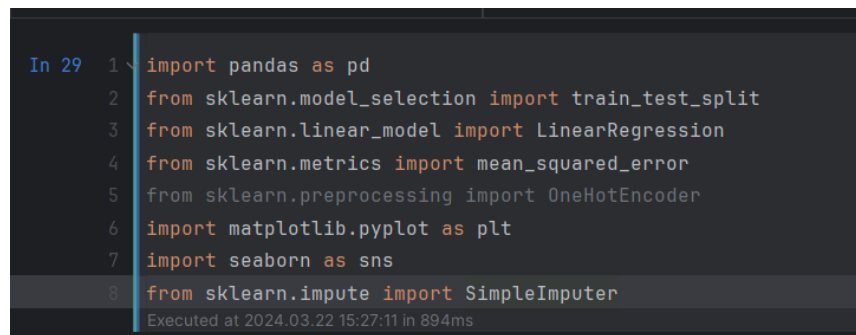 In 29 1 import pandas as pd
2 from sklearn.model_selection import train_test_split
3 from sklearn.linear_model import LinearRegression
4 from sklearn.metrics import mean_squared_error
5 from sklearn.preprocessing import OneHotEncoder
6 import matplotlib.pyplot as plt
7 import seaborn as sns
8 from sklearn.impute import SimpleImputer
Executed at 2024.03.22 15:27:11 in 894ms